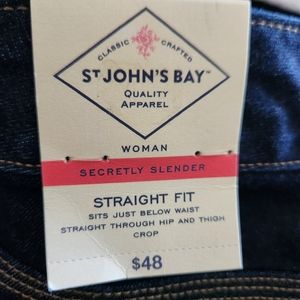 CLASSIC CRAFTED
ST JOHN'S BAY™
QUALITY
APPAREL
WOMAN
SECRETLY SLENDER
STRAIGHT FIT
SITS JUST BELOW WAIST
STRAIGHT THROUGH HIP AND THIGH
CROP
$48